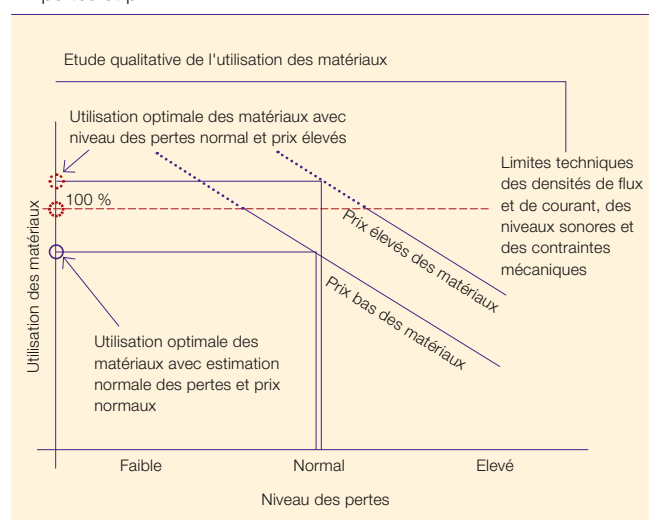 Etude qualitative de l'utilisation des matériaux
Utilisation optimale des matériaux avec
niveau des pertes normal et prix élevés
Limites techniques
des densités de flux
et de courant, des
niveaux sonores et
des contraintes
mécaniques
100 %
Prix élevés des matériaux
Prix bas des matériaux
Utilisation des matériaux
Utilisation optimale des
matériaux avec estimation
normale des pertes et prix
normaux
Faible Normal Elevé
Niveau des pertes